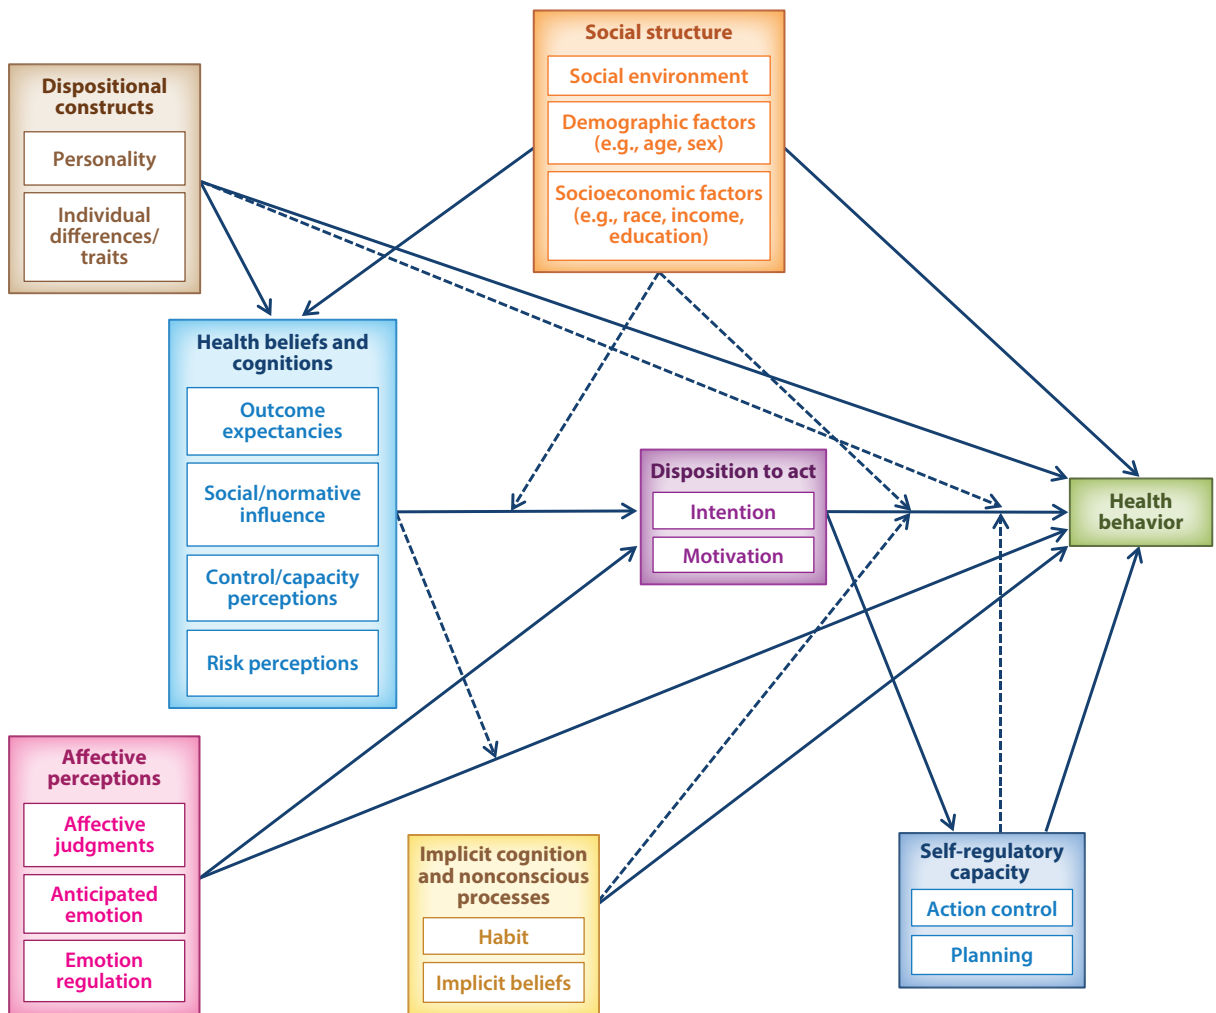 Social structure
Social environment
Demographic factors
(e.g., age, sex)
Socioeconomic factors
(e.g., race, income,
education)
Dispositional
constructs
Personality
Individual
differences/
traits
Health beliefs and
cognitions
Outcome
expectancies
Social/normative
influence
Control/capacity
perceptions
Risk perceptions
Disposition to act
Intention
Motivation
Health
behavior
Affective
perceptions
Affective
judgments
Anticipated
emotion
Emotion
regulation
Implicit cognition
and nonconscious
processes
Habit
Implicit beliefs
Self-regulatory
capacity
Action control
Planning